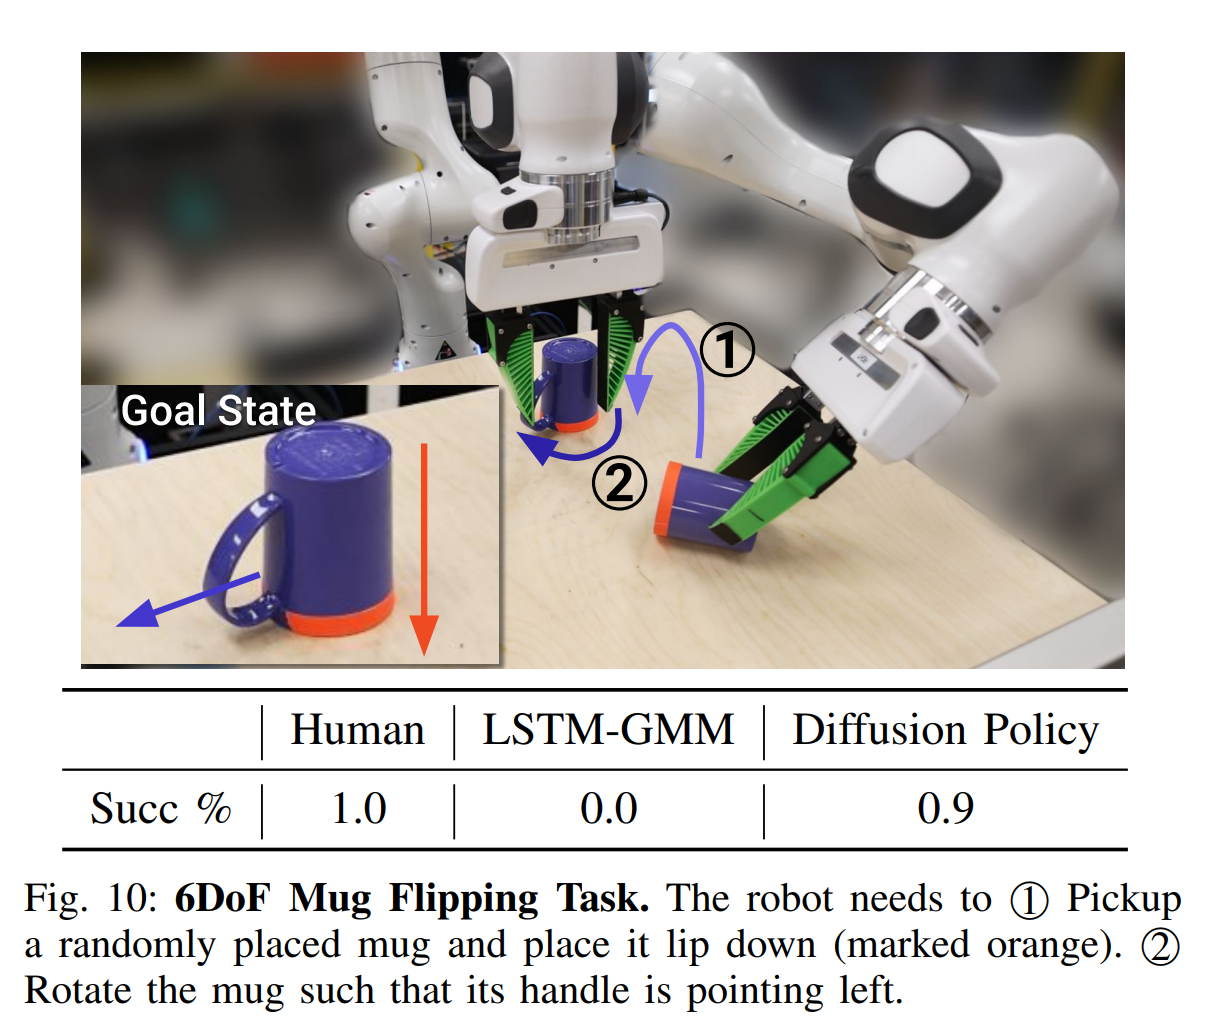 Goal State
①
②
Human LSTM-GMM Diffusion Policy
Succ % 1.0 0.0 0.9
Fig. 10: 6DoF Mug Flipping Task. The robot needs to ① Pickup
a randomly placed mug and place it lip down (marked orange). ②
Rotate the mug such that its handle is pointing left.